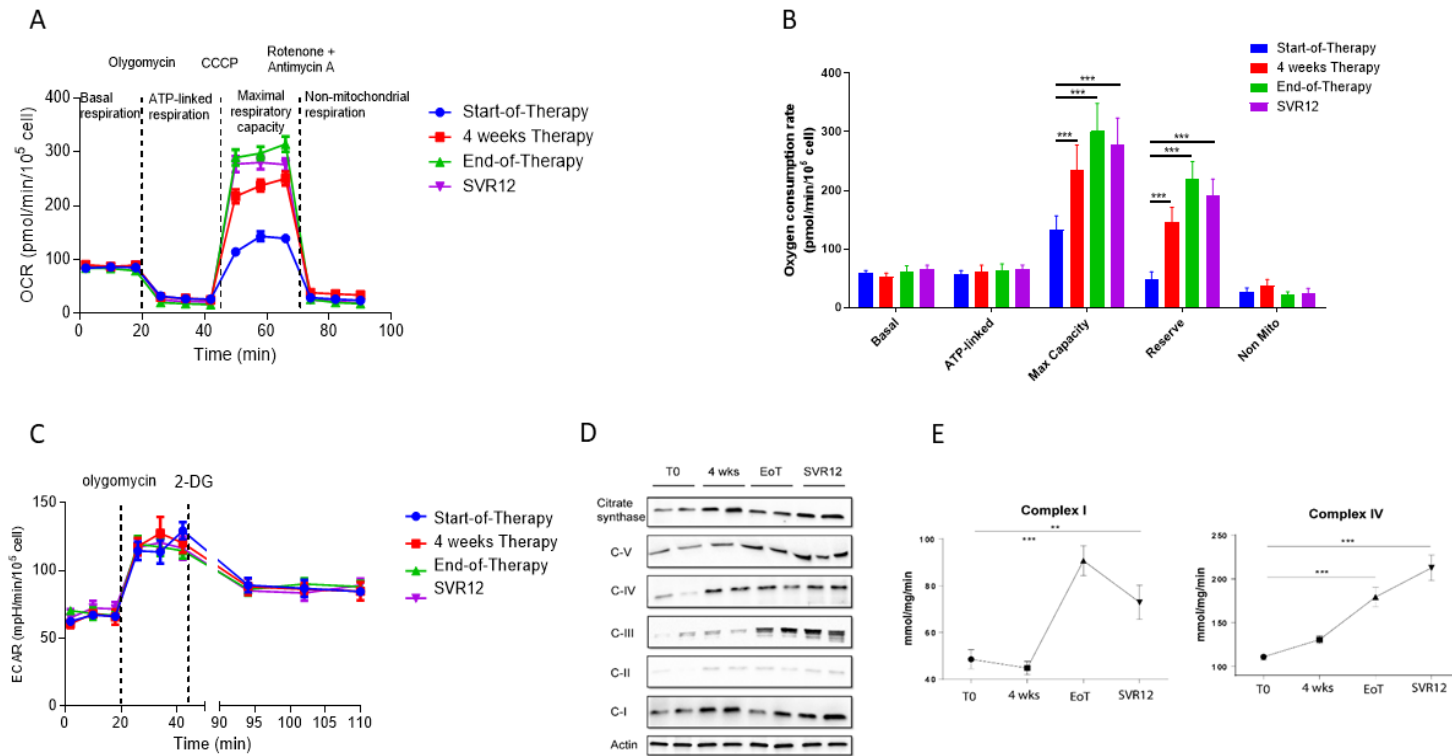 A
Olygomycin
CCCP
Rotenone +
Antimycin A
Basal
respiration
ATP-linked
respiration
Maximal
respiratory
capacity
Non-mitochondrial
respiration
400
300
200
100
0
OCR (pmol/min/10⁵ cell)
0 20 40 60 80 100
Time (min)
Start-of-Therapy
4 weeks Therapy
End-of-Therapy
SVR12
B
Start-of-Therapy
4 weeks Therapy
End-of-Therapy
SVR12
400
300
200
100
0
Oxygen consumption rate
(pmol/min/10⁵ cell)
*** *** ***
*** *** ***
Basal
ATP-linked
Max Capacity
Reserve
Non Mito
C
olygomycin
2-DG
150
100
50
0
ECAR (mpH/min/10⁵ cell)
0 20 40 90 95 100 105 110
Time (min)
Start-of-Therapy
4 weeks Therapy
End-of-Therapy
SVR12
D
T0 4 wks EoT SVR12
Citrate
synthase
C-V
C-IV
C-III
C-II
C-I
Actin
E
Complex I
**
***
100
80
60
40
mmol/mg/min
T0 4 wks EoT SVR12
Complex IV
***
***
250
200
150
100
mmol/mg/min
T0 4 wks EoT SVR12